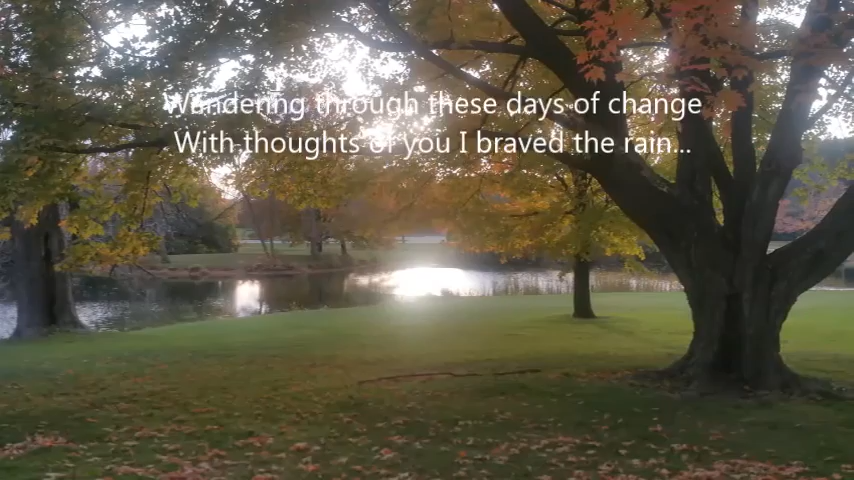 Wandering through these days of change
With thoughts of you I braved the rain...